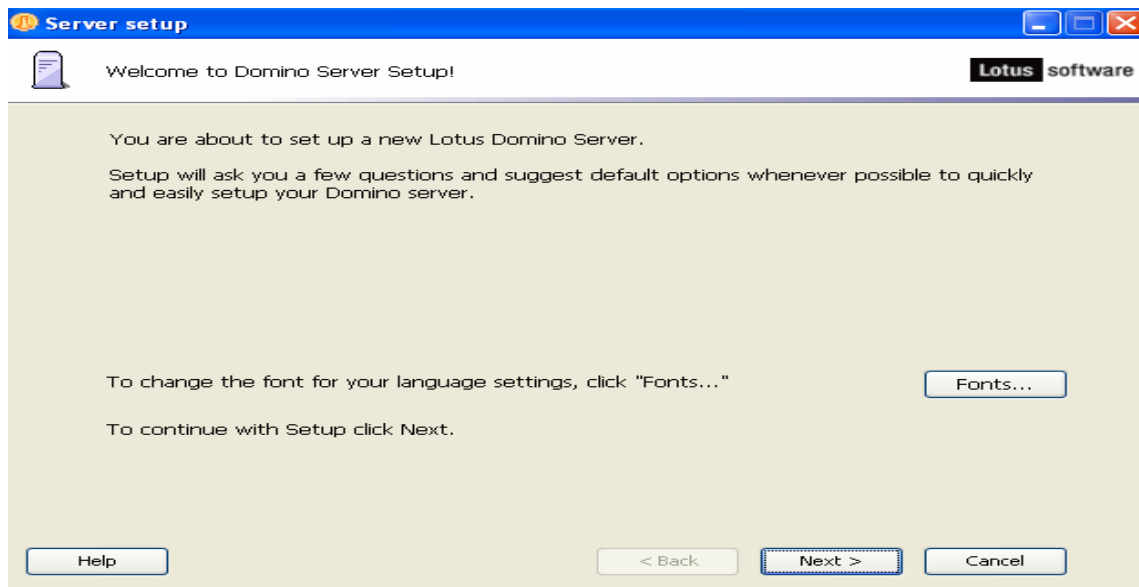 Server setup
Welcome to Domino Server Setup!
Lotus software
You are about to set up a new Lotus Domino Server.
Setup will ask you a few questions and suggest default options whenever possible to quickly
and easily setup your Domino server.
To change the font for your language settings, click "Fonts..."
Fonts...
To continue with Setup click Next.
Help
< Back
Next >
Cancel